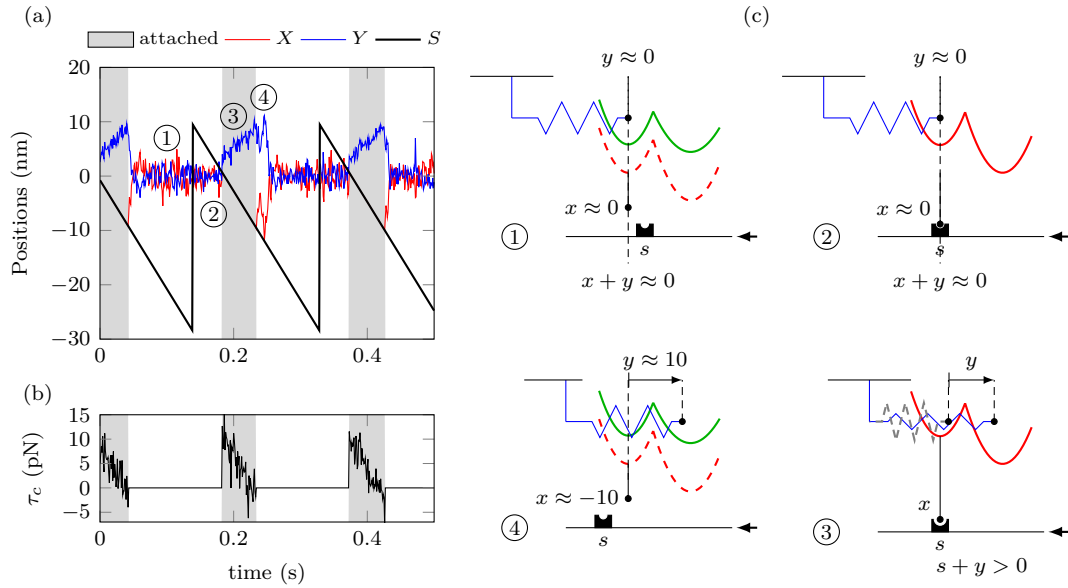 (a)
attached X Y S
20
10
0
−10
−20
−30
Positions (nm)
0 0.2 0.4
① ② ③ ④
(b)
15
10
5
0
−5
τc (pN)
0 0.2 0.4
time (s)
(c)
y ≈ 0
x ≈ 0
①
s
x + y ≈ 0
y ≈ 0
x ≈ 0
②
s
x + y ≈ 0
y ≈ 10
x ≈ −10
④
s
y
x
③
s
s + y > 0